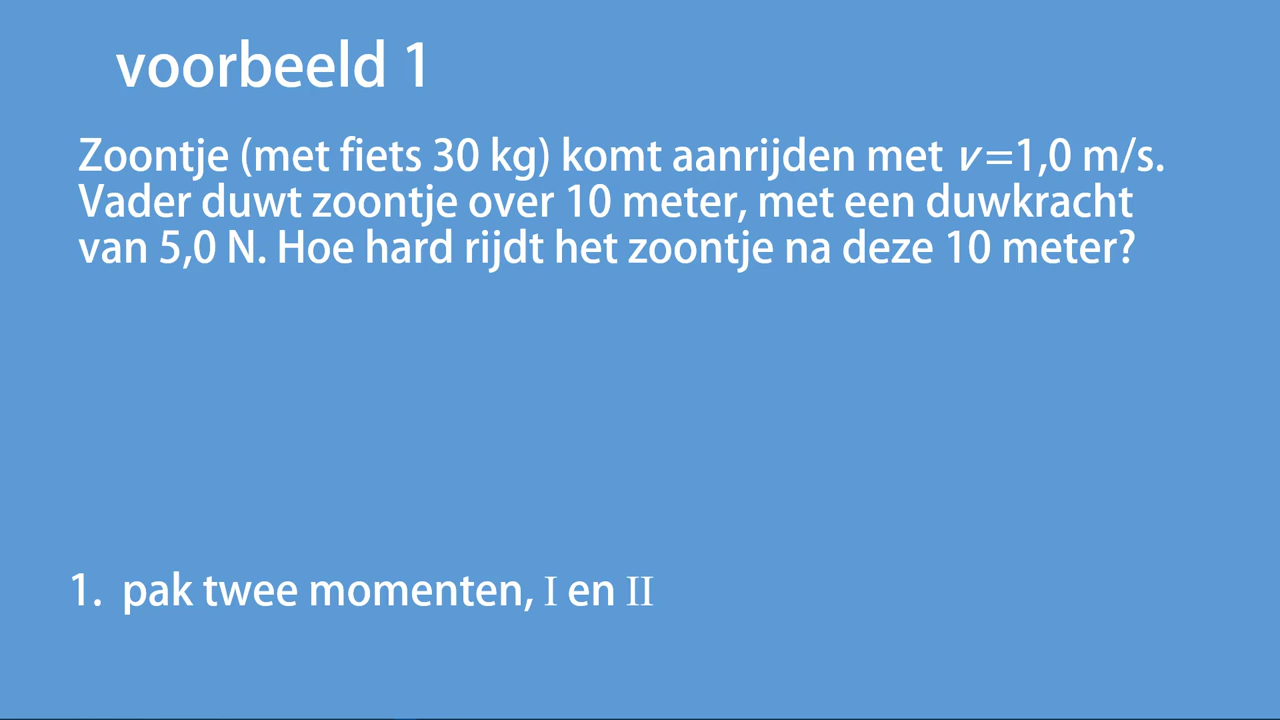 voorbeeld 1
Zoontje (met fiets 30 kg) komt aanrijden met v=1,0 m/s.
Vader duwt zoontje over 10 meter, met een duwkracht
van 5,0 N. Hoe hard rijdt het zoontje na deze 10 meter?
1. pak twee momenten, I en II